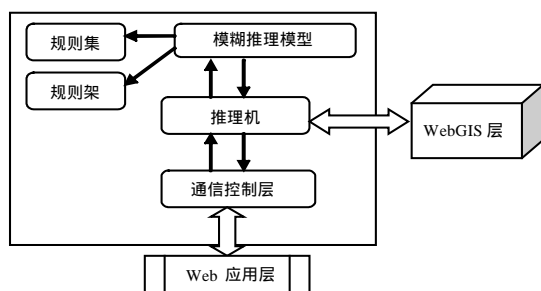 规则集
模糊推理模型
规则架
推理机
WebGIS 层
通信控制层
Web 应用层